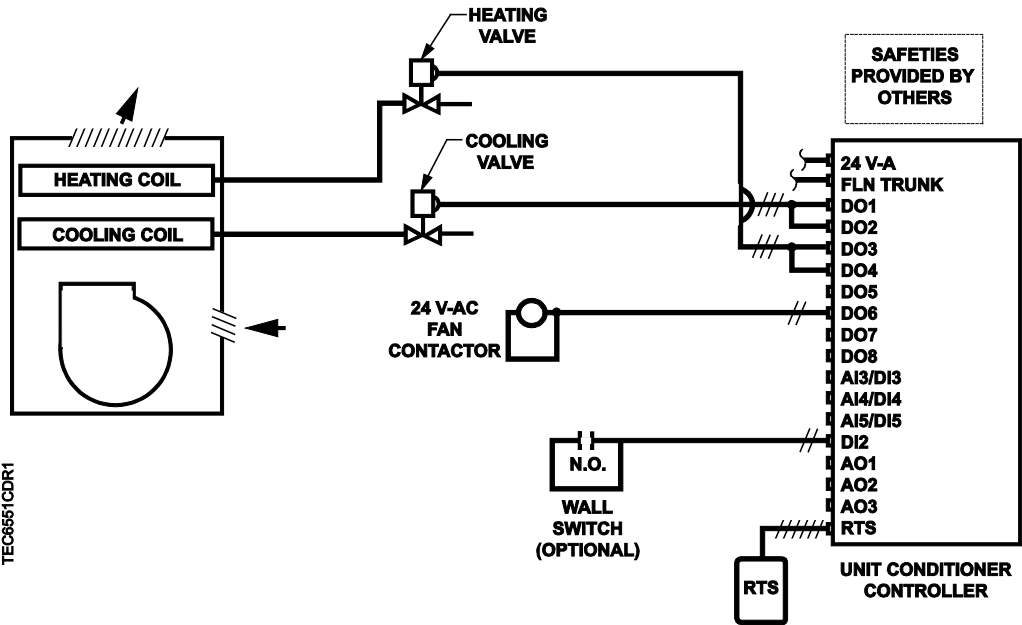 HEATING
VALVE
SAFETIES
PROVIDED BY
OTHERS
COOLING
VALVE
HEATING COIL
COOLING COIL
24 V-AC
FAN
CONTACTOR
N.O.
WALL
SWITCH
(OPTIONAL)
24 V-A
FLN TRUNK
DO1
DO2
DO3
DO4
DO5
DO6
DO7
DO8
AI3/DI3
AI4/DI4
AI5/DI5
DI2
AO1
AO2
AO3
RTS
RTS
UNIT CONDITIONER
CONTROLLER
TEC6551CDR1